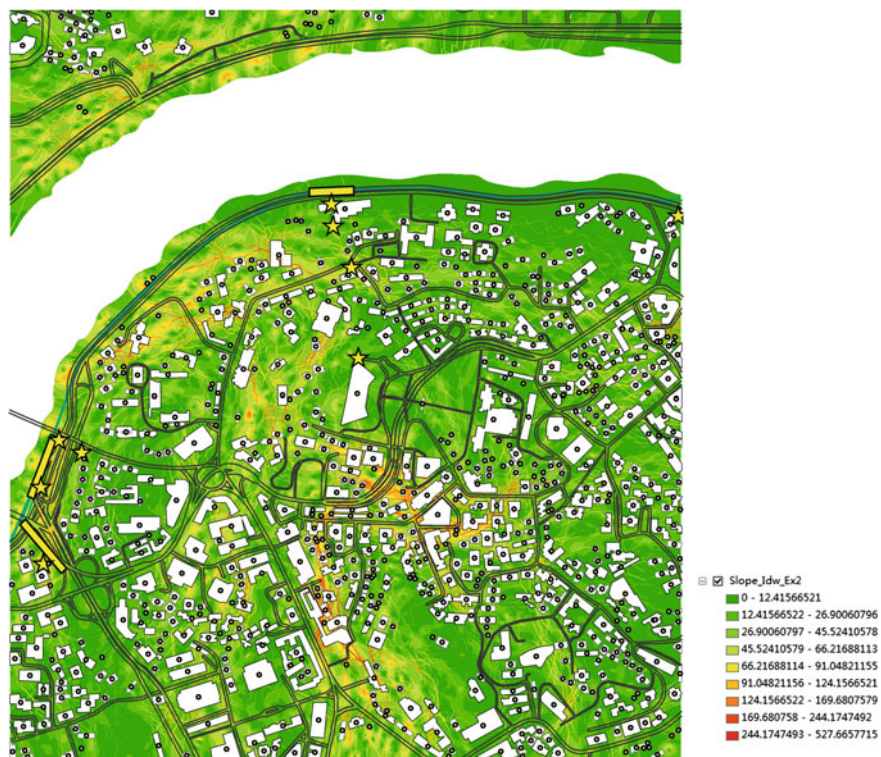 Slope_Idw_Ex2
0 - 12.41566521
12.41566522 - 26.90060796
26.90060797 - 45.52410578
45.52410579 - 66.21688113
66.21688114 - 91.04821155
91.04821156 - 124.1566521
124.1566522 - 169.6807579
169.680758 - 244.1747492
244.1747493 - 527.6657715